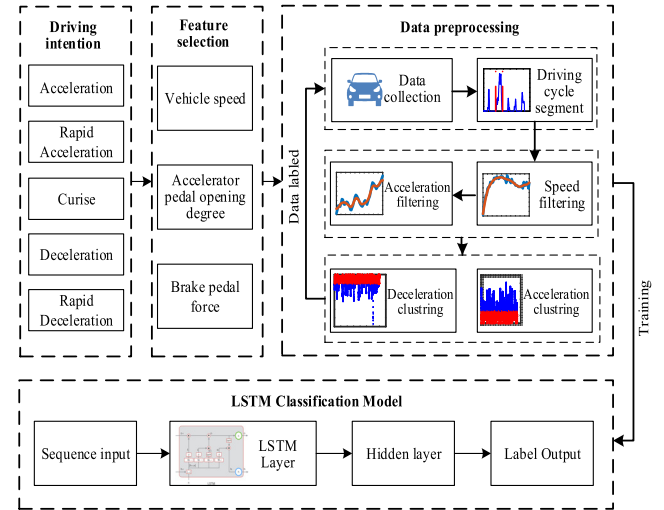 Driving
intention
Acceleration
Rapid
Acceleration
Curise
Deceleration
Rapid
Deceleration
Feature
selection
Vehicle speed
Accelerator
pedal opening
degree
Brake pedal
force
Data preprocessing
Data labled
Data
collection
Driving
cycle
segment
Acceleration
filtering
Speed
filtering
Deceleration
clustring
Acceleration
clustring
Training
LSTM Classification Model
Sequence input
LSTM
Layer
Hidden layer
Label Output